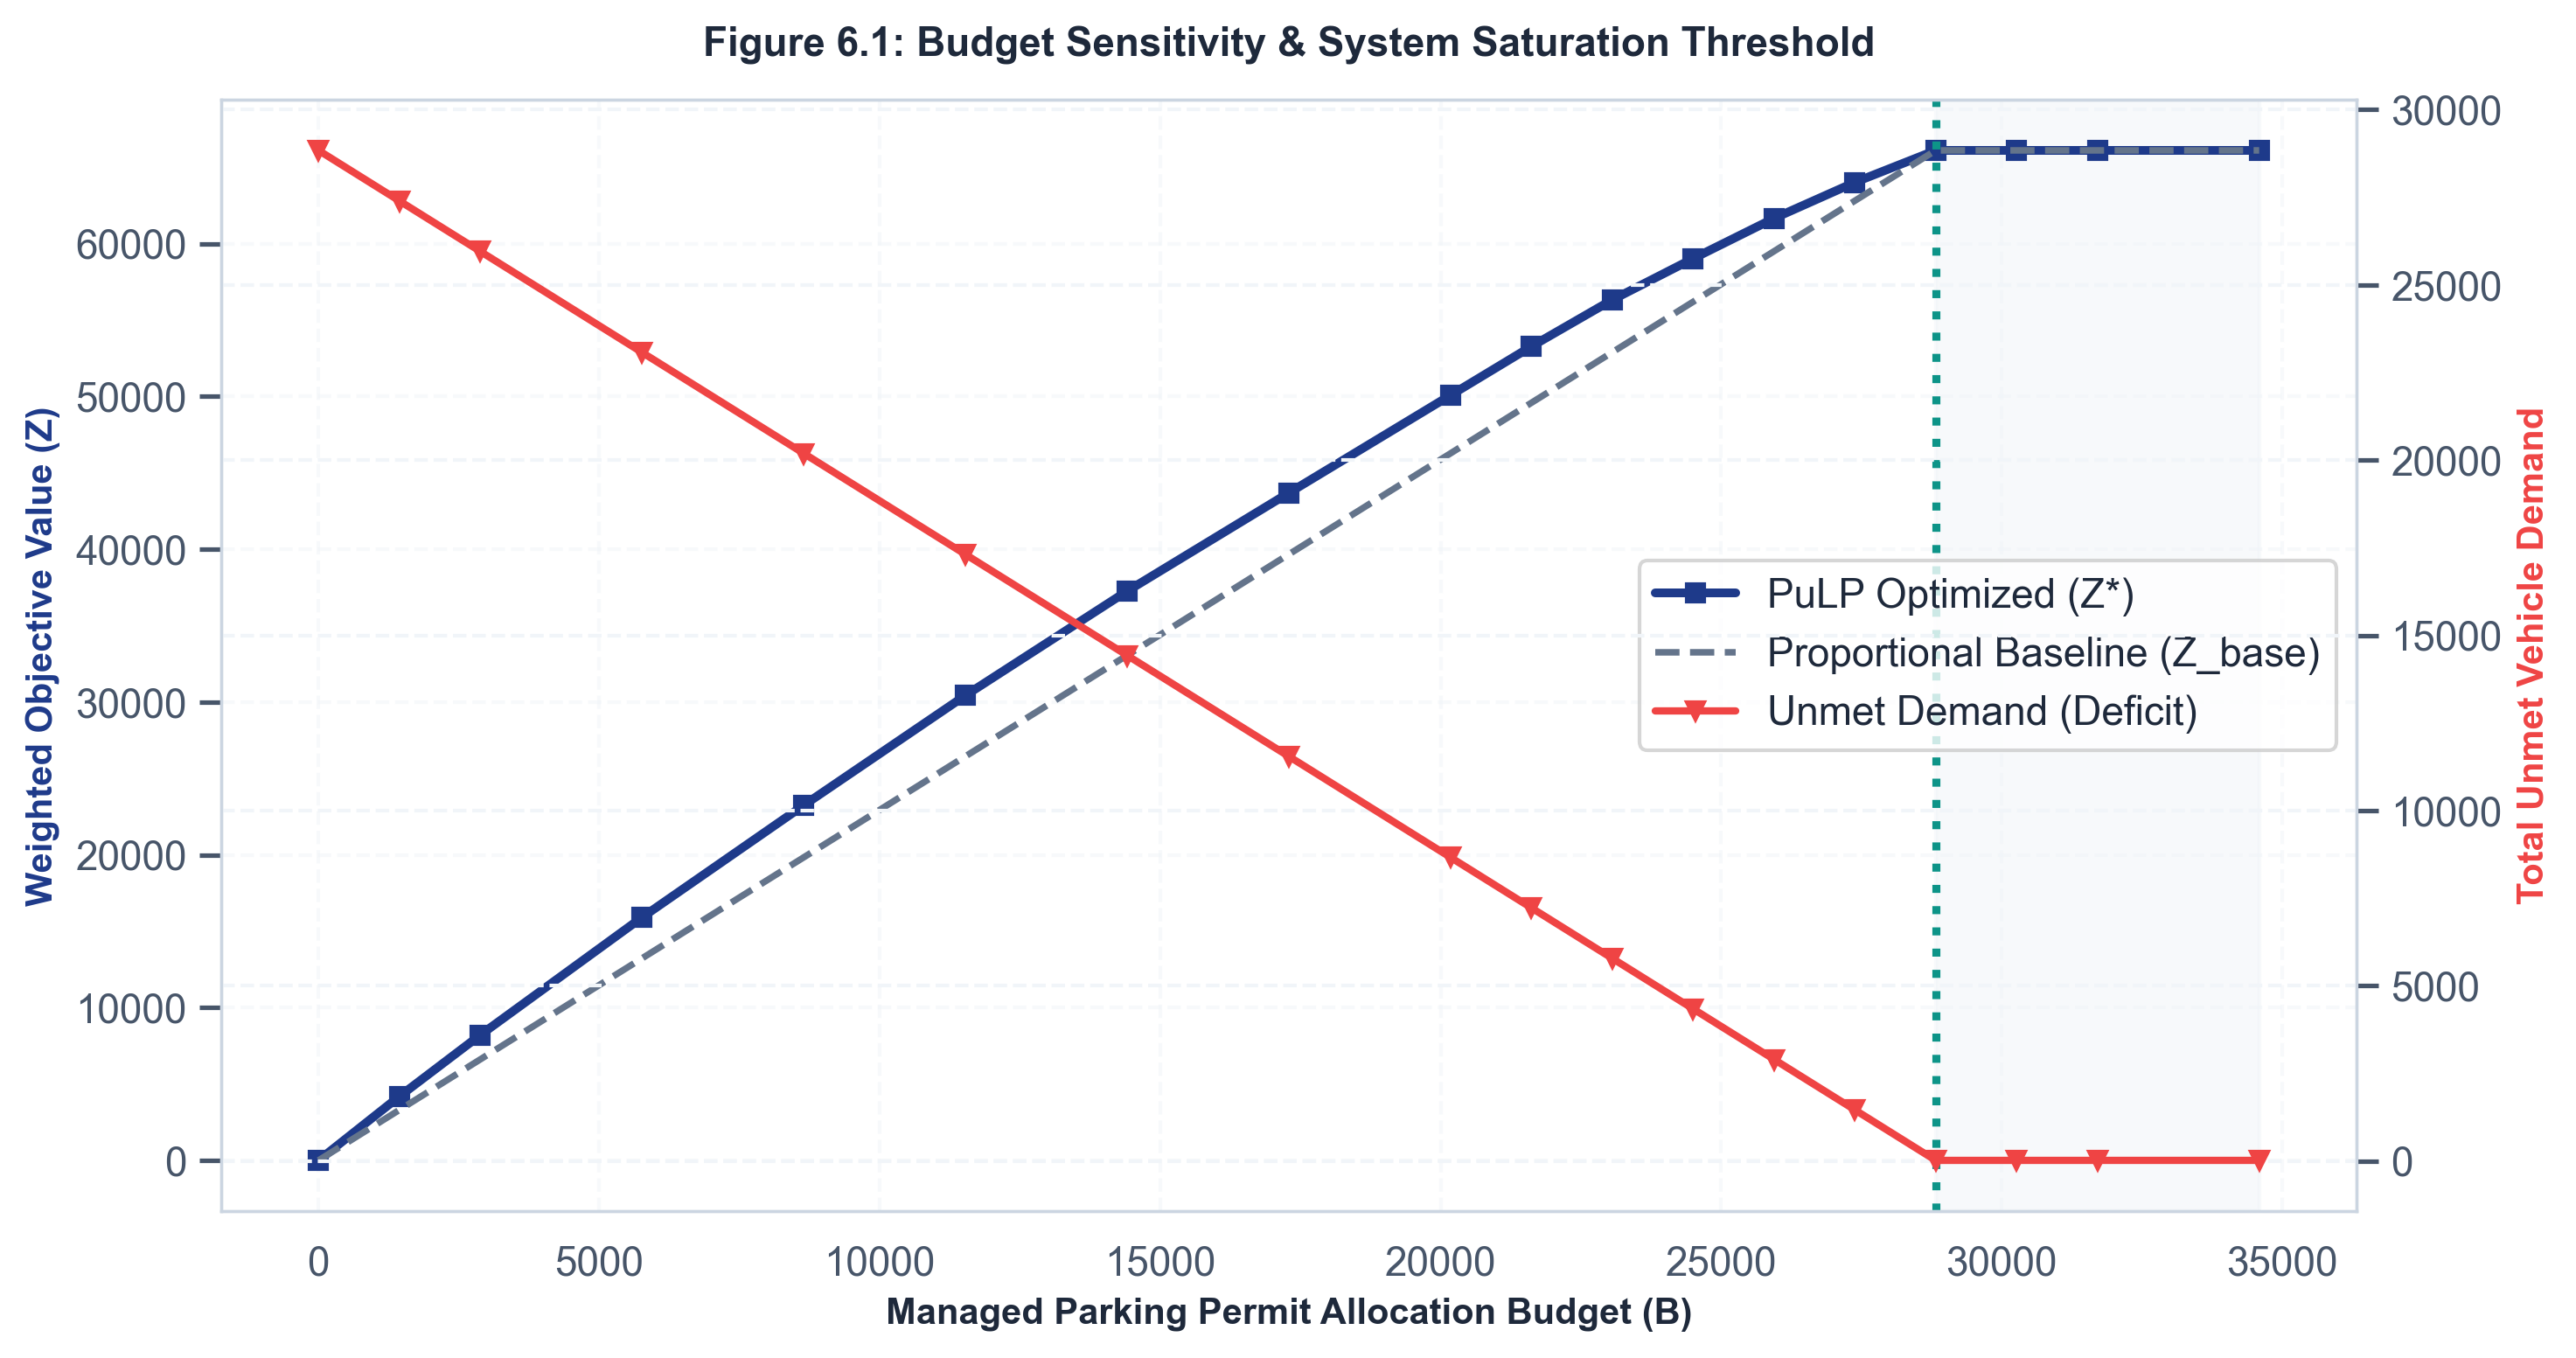 Figure 6.1: Budget Sensitivity & System Saturation Threshold
Weighted Objective Value (Z)
60000
50000
40000
30000
20000
10000
0
30000
25000
20000
15000
10000
5000
0
Total Unmet Vehicle Demand
PuLP Optimized (Z*)
Proportional Baseline (Z_base)
Unmet Demand (Deficit)
0 5000 10000 15000 20000 25000 30000 35000
Managed Parking Permit Allocation Budget (B)